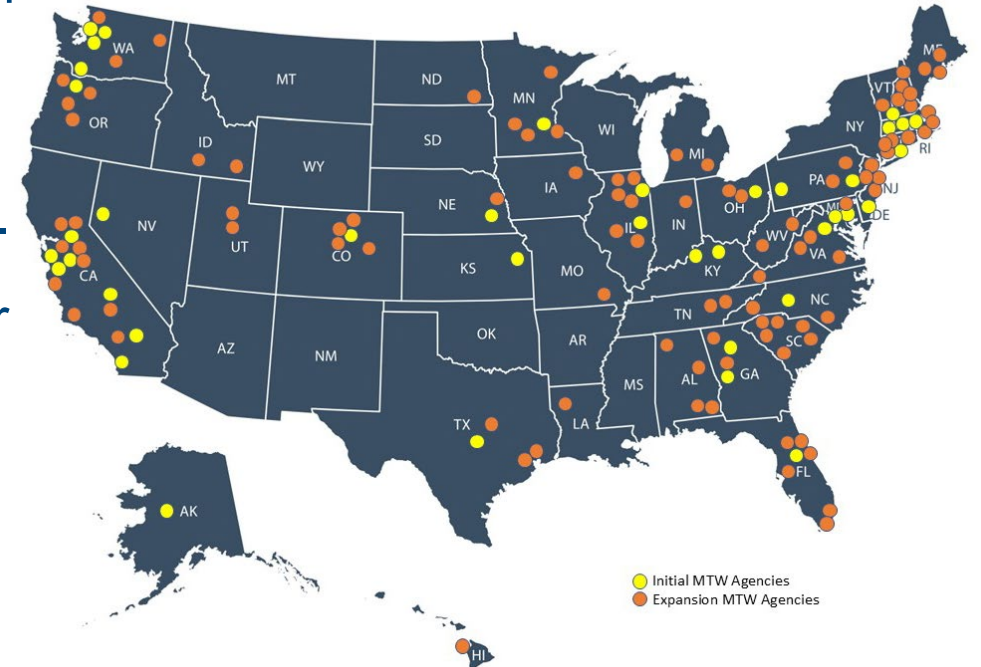 WA
MT
ND
MN
ME
VT
OR
ID
WY
SD
WI
MI
NY
RI
NV
UT
CO
NE
IA
IL
IN
OH
PA
NJ
DE
CA
KS
MO
KY
WV
VA
AZ
NM
OK
AR
TN
NC
SC
TX
LA
MS
AL
GA
FL
AK
HI
Initial MTW Agencies
Expansion MTW Agencies